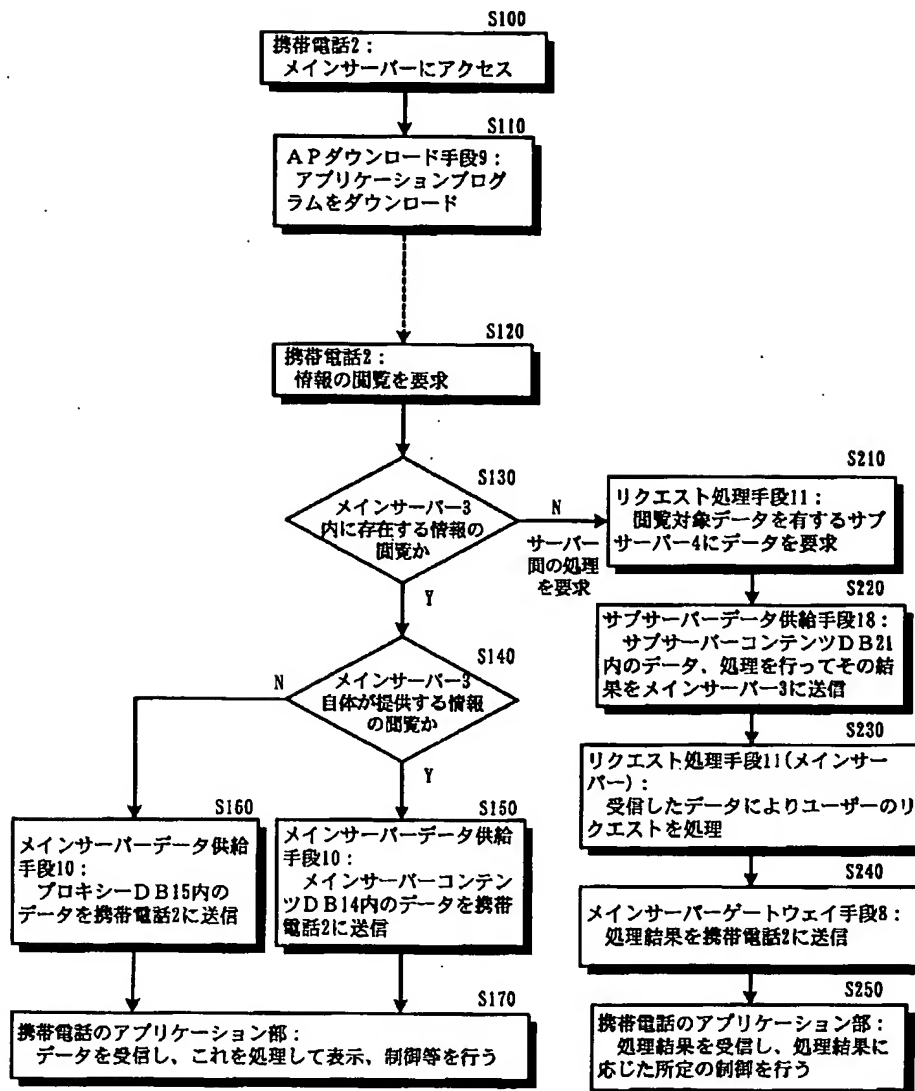 S100
携帯電話2：
メインサーバーにアクセス
S110
ＡＰダウンロード手段9：
アプリケーションプログ
ラムをダウンロード
S120
携帯電話2：
情報の閲覧を要求
S130
メインサーバー3
内に存在する情報の
閲覧か
N
サーバー
間の処理
を要求
Y
S210
リクエスト処理手段11：
閲覧対象データを有するサブ
サーバー4にデータを要求
S220
サブサーバーデータ供給手段18：
サブサーバーコンテンツＤＢ21
内のデータ、処理を行ってその結
果をメインサーバー3に送信
S140
メインサーバー3
自体が提供する情報
の閲覧か
N
Y
S230
リクエスト処理手段11(メインサー
バー)：
受信したデータによりユーザーのリ
クエストを処理
S160
メインサーバーデータ供給
手段10：
プロキシーＤＢ15内の
データを携帯電話2に送信
S150
メインサーバーデータ供給
手段10：
メインサーバーコンテン
ツＤＢ14内のデータを携帯
電話2に送信
S240
メインサーバーゲートウェイ手段8：
処理結果を携帯電話2に送信
S170
携帯電話のアプリケーション部：
データを受信し、これを処理して表示、制御等を行う
S250
携帯電話のアプリケーション部：
処理結果を受信し、処理結果に
応じた所定の制御を行う